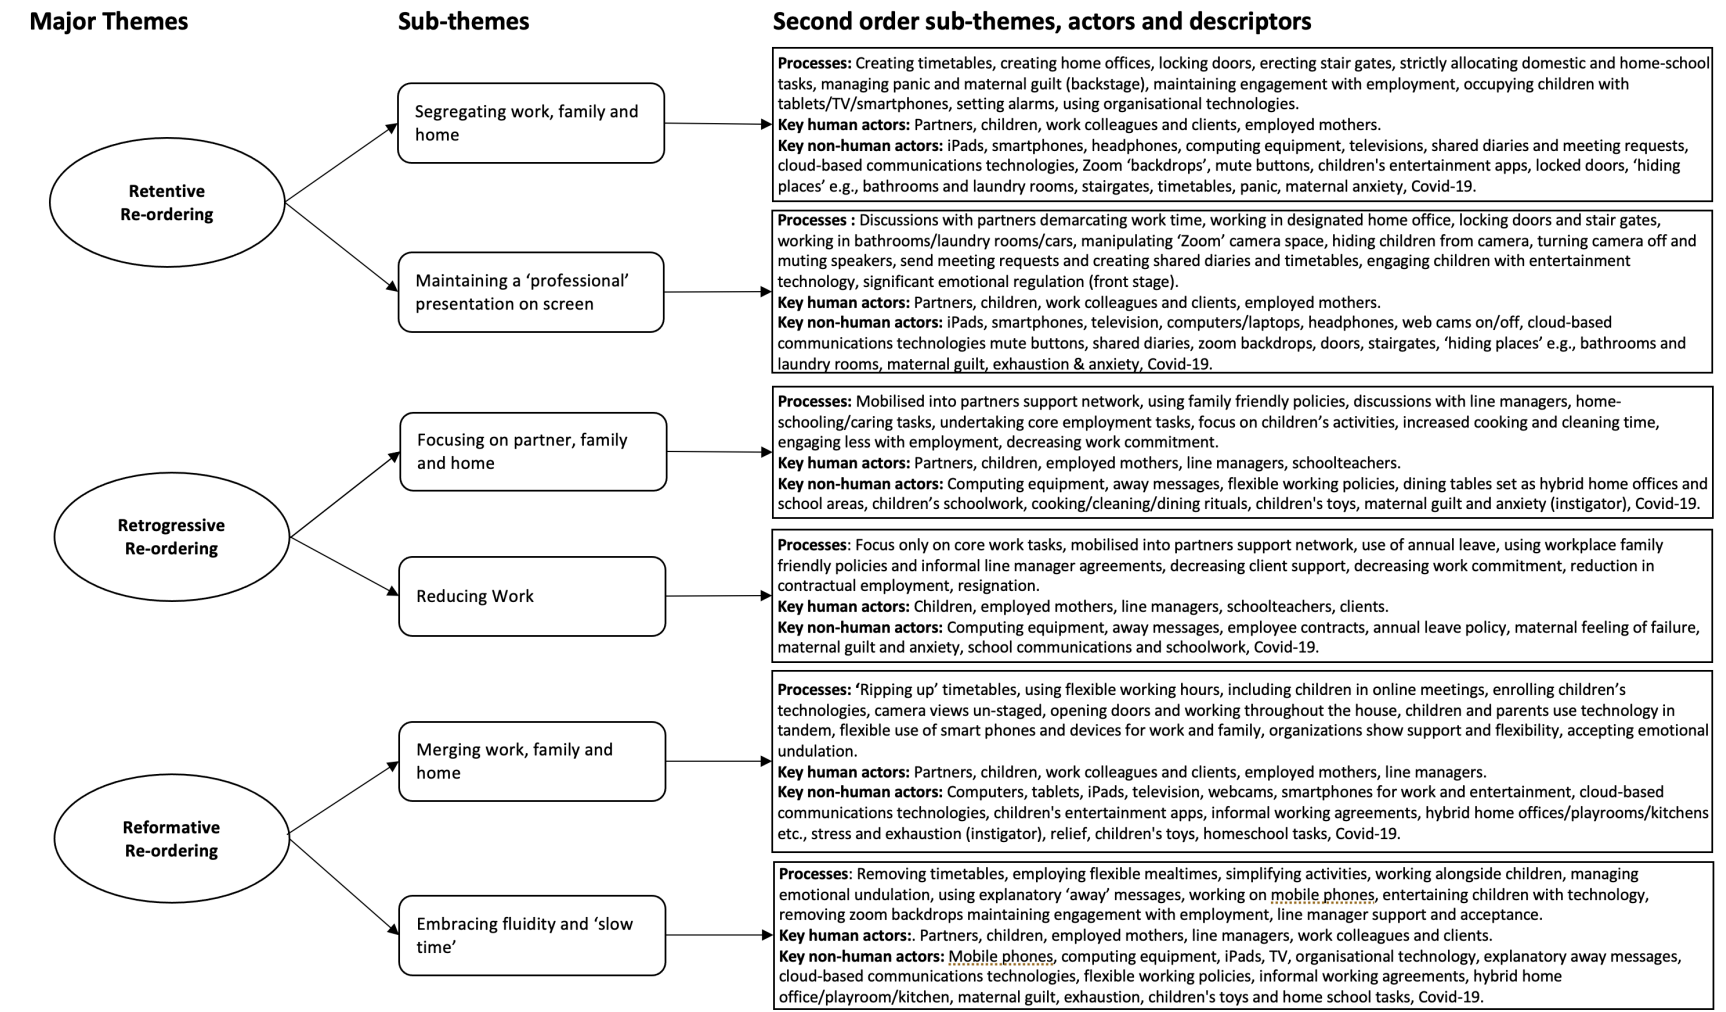 Major Themes
Sub-themes
Second order sub-themes, actors and descriptors
Retentive
Re-ordering
Segregating work, family and
home
Processes: Creating timetables, creating home offices, locking doors, erecting stair gates, strictly allocating domestic and home-school
tasks, managing panic and maternal guilt (backstage), maintaining engagement with employment, occupying children with
tablets/TV/smartphones, setting alarms, using organisational technologies.
Key human actors: Partners, children, work colleagues and clients, employed mothers.
Key non-human actors: iPads, smartphones, headphones, computing equipment, televisions, shared diaries and meeting requests,
cloud-based communications technologies, Zoom ‘backdrops’, mute buttons, children's entertainment apps, locked doors, ‘hiding
places’ e.g., bathrooms and laundry rooms, stairgates, timetables, panic, maternal anxiety, Covid-19.
Maintaining a ‘professional’
presentation on screen
Processes : Discussions with partners demarcating work time, working in designated home office, locking doors and stair gates,
working in bathrooms/laundry rooms/cars, manipulating ‘Zoom’ camera space, hiding children from camera, turning camera off and
muting speakers, send meeting requests and creating shared diaries and timetables, engaging children with entertainment
technology, significant emotional regulation (front stage).
Key human actors: Partners, children, work colleagues and clients, employed mothers.
Key non-human actors: iPads, smartphones, television, computers/laptops, headphones, web cams on/off, cloud-based
communications technologies mute buttons, shared diaries, zoom backdrops, doors, stairgates, ‘hiding places’ e.g., bathrooms and
laundry rooms, maternal guilt, exhaustion & anxiety, Covid-19.
Retrogressive
Re-ordering
Focusing on partner, family
and home
Processes: Mobilised into partners support network, using family friendly policies, discussions with line managers, home-
schooling/caring tasks, undertaking core employment tasks, focus on children’s activities, increased cooking and cleaning time,
engaging less with employment, decreasing work commitment.
Key human actors: Partners, children, employed mothers, line managers, schoolteachers.
Key non-human actors: Computing equipment, away messages, flexible working policies, dining tables set as hybrid home offices and
school areas, children’s schoolwork, cooking/cleaning/dining rituals, children's toys, maternal guilt and anxiety (instigator), Covid-19.
Reducing Work
Processes: Focus only on core work tasks, mobilised into partners support network, use of annual leave, using workplace family
friendly policies and informal line manager agreements, decreasing client support, decreasing work commitment, reduction in
contractual employment, resignation.
Key human actors: Children, employed mothers, line managers, schoolteachers, clients.
Key non-human actors: Computing equipment, away messages, employee contracts, annual leave policy, maternal feeling of failure,
maternal guilt and anxiety, school communications and schoolwork, Covid-19.
Reformative
Re-ordering
Merging work, family and
home
Processes: ‘Ripping up’ timetables, using flexible working hours, including children in online meetings, enrolling children’s
technologies, camera views un-staged, opening doors and working throughout the house, children and parents use technology in
tandem, flexible use of smart phones and devices for work and family, organizations show support and flexibility, accepting emotional
undulation.
Key human actors: Partners, children, work colleagues and clients, employed mothers, line managers.
Key non-human actors: Computers, tablets, iPads, television, webcams, smartphones for work and entertainment, cloud-based
communications technologies, children's entertainment apps, informal working agreements, hybrid home offices/playrooms/kitchens
etc., stress and exhaustion (instigator), relief, children's toys, homeschool tasks, Covid-19.
Embracing fluidity and ‘slow
time’
Processes: Removing timetables, employing flexible mealtimes, simplifying activities, working alongside children, managing
emotional undulation, using explanatory ‘away’ messages, working on mobile phones, entertaining children with technology,
removing zoom backdrops maintaining engagement with employment, line manager support and acceptance.
Key human actors:. Partners, children, employed mothers, line managers, work colleagues and clients.
Key non-human actors: Mobile phones, computing equipment, iPads, TV, organisational technology, explanatory away messages,
cloud-based communications technologies, flexible working policies, informal working agreements, hybrid home
office/playroom/kitchen, maternal guilt, exhaustion, children's toys and home school tasks, Covid-19.